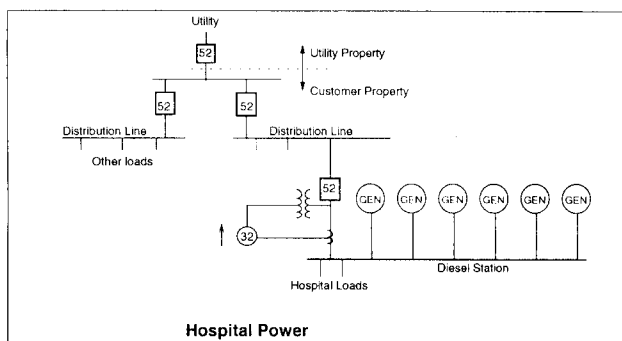 Utility
52
Utility Property
Customer Property
52
52
Distribution Line
Distribution Line
Other loads
52
GEN
GEN
GEN
GEN
GEN
GEN
32
Diesel Station
Hospital Loads
Hospital Power